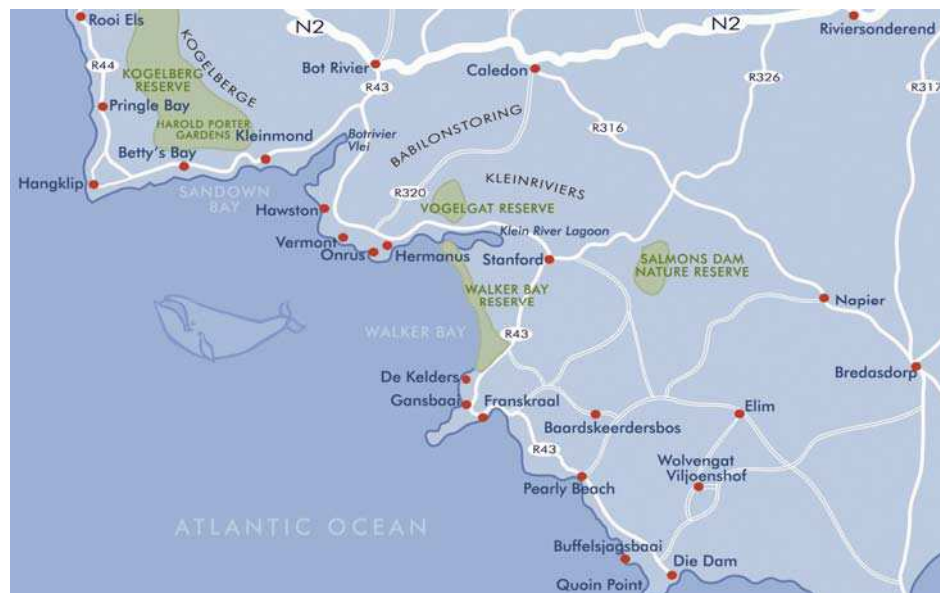 Rooi Els
N2
N2
Riviersonderend
KOGELBERGE
R44
KOGELBERG
RESERVE
Bot Rivier
Caledon
R326
R317
R43
Pringle Bay
HAROLD PORTER
GARDENS
Kleinmond
Botrivier
Vlei
BABILONSTORING
R316
Betty's Bay
Hangklip
SANDOWN
BAY
R320
KLEINRIVIERS
Hawston
VOGELGAT RESERVE
Klein River Lagoon
Vermont
Onrus
Hermanus
Stanford
SALMONS DAM
NATURE RESERVE
WALKER BAY
RESERVE
Napier
WALKER BAY
R43
De Kelders
Bredasdorp
Gansbaai
Franskraal
Elim
Baardskeerdersbos
R43
Wolvengat
Viljoenshof
Pearly Beach
ATLANTIC OCEAN
Buffelsjagsbaai
Die Dam
Quoin Point